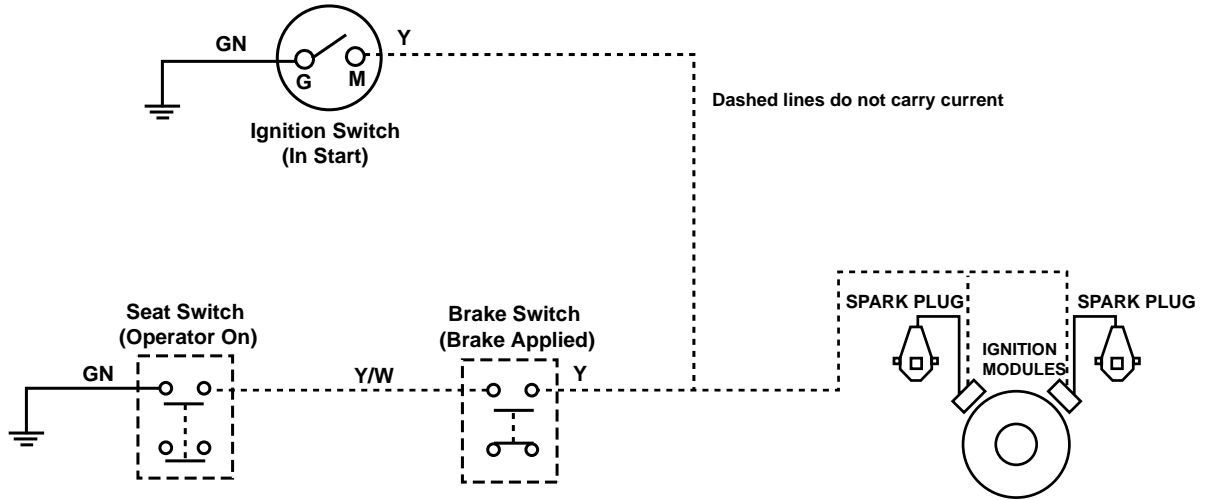 GN
Y
G
M
Dashed lines do not carry current
Ignition Switch
(In Start)
Seat Switch
(Operator On)
Brake Switch
(Brake Applied)
SPARK PLUG
SPARK PLUG
IGNITION
MODULES
GN
Y/W
Y